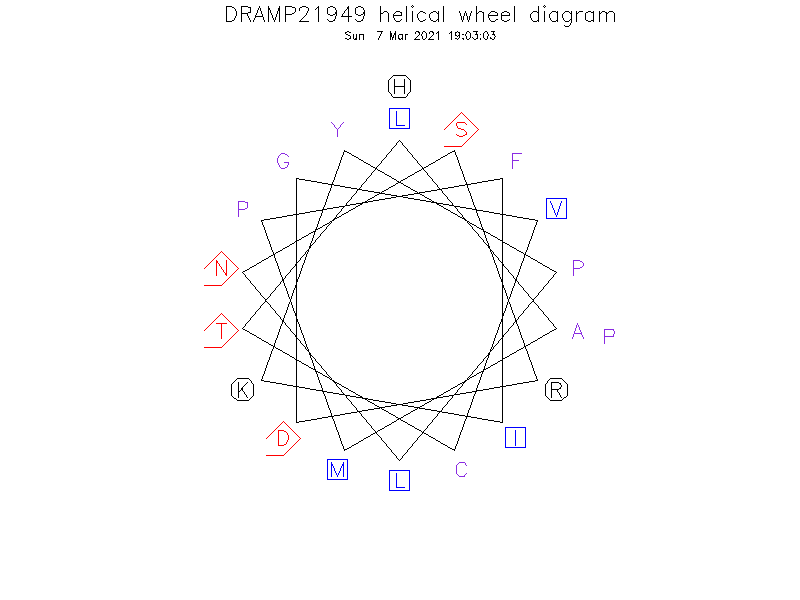 DRAMP21949 helical wheel diagram
Sun 7 Mar 2021 19:03:03
H
L
Y S
G F
P V
N P
T A P
K R
D I
M L C